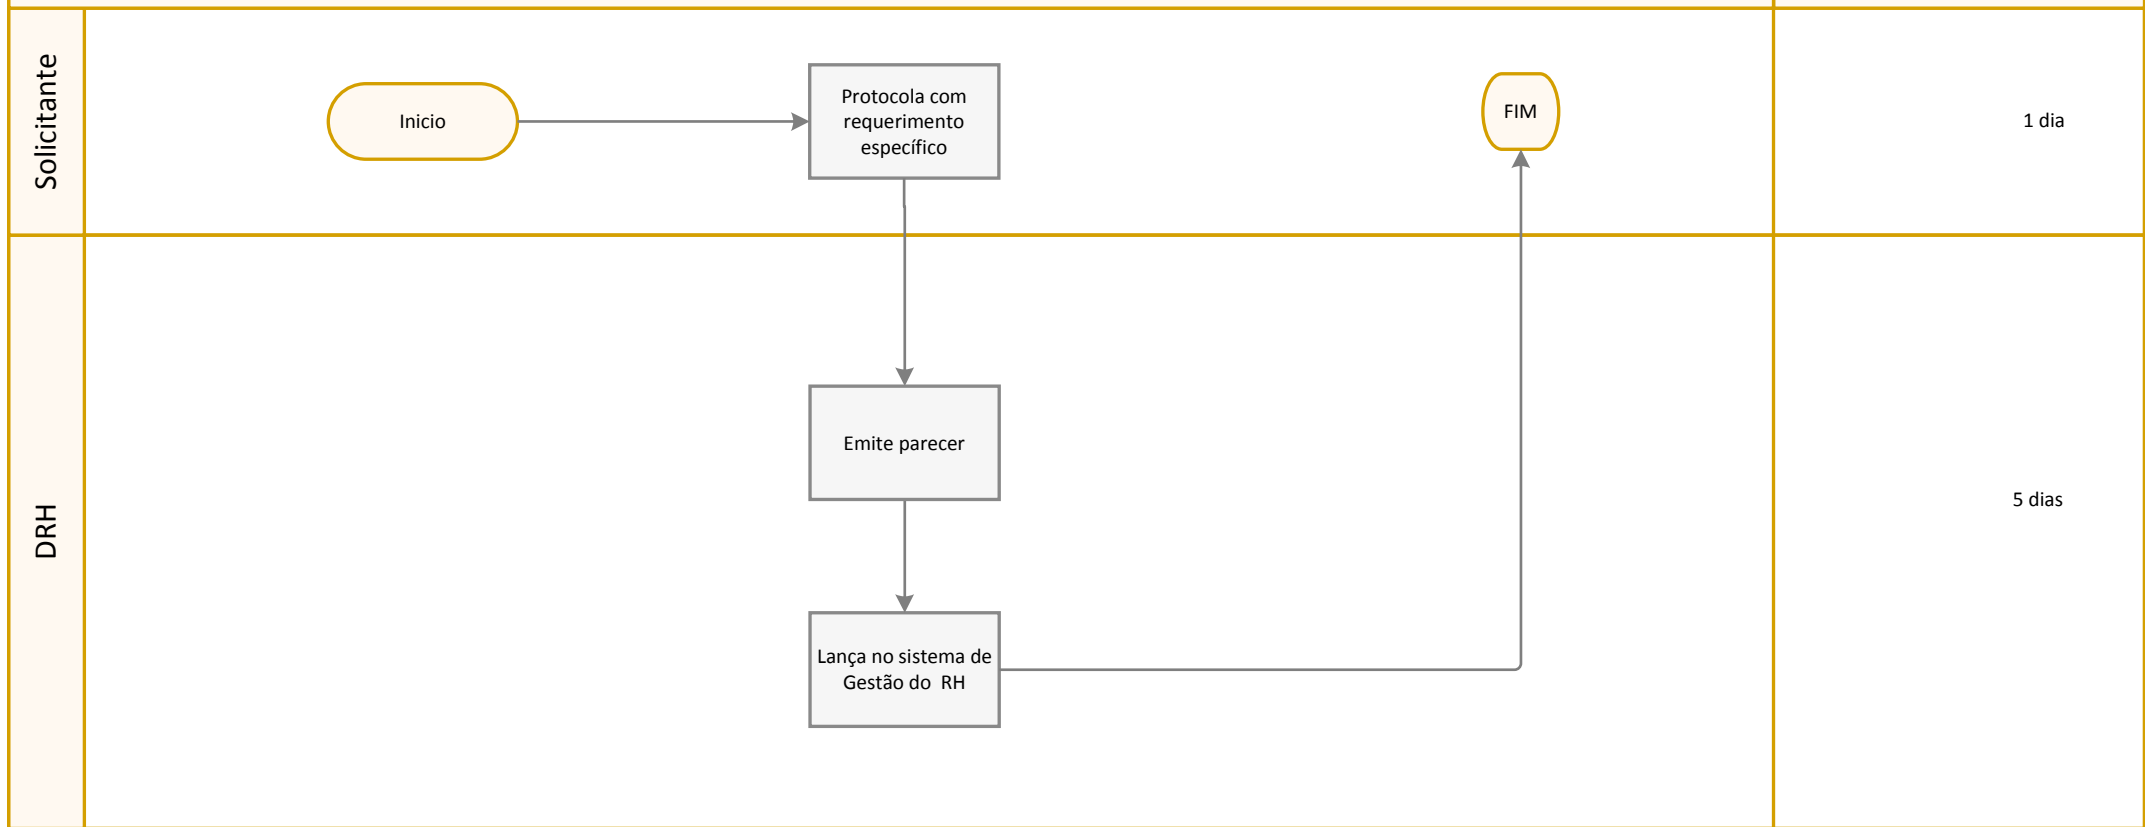 Solicitante
Inicio
Protocola com
requerimento
específico
FIM
1 dia
DRH
Emite parecer
5 dias
Lança no sistema de
Gestão do  RH